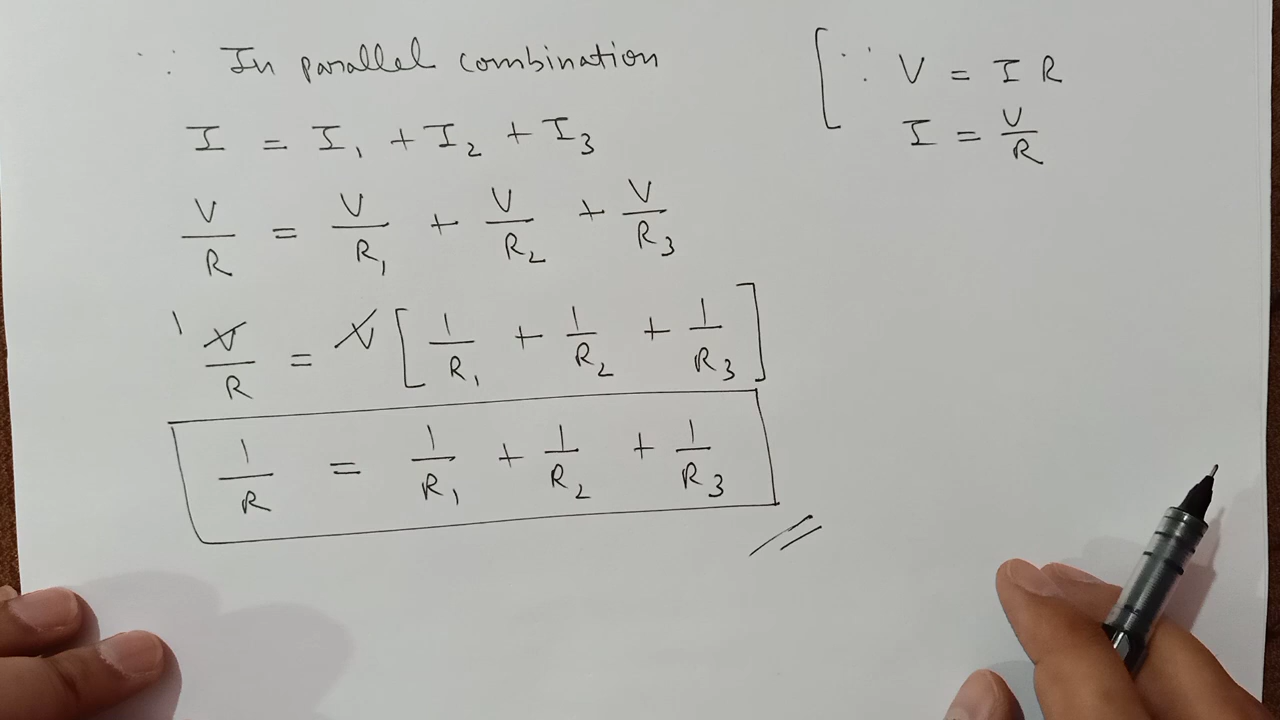 ∵ In parallel combination
I = I₁ + I₂ + I₃
V/R = V/R₁ + V/R₂ + V/R₃
1 V/R = V [ 1/R₁ + 1/R₂ + 1/R₃ ]
1/R = 1/R₁ + 1/R₂ + 1/R₃
[ ∵ V = I R
I = V/R